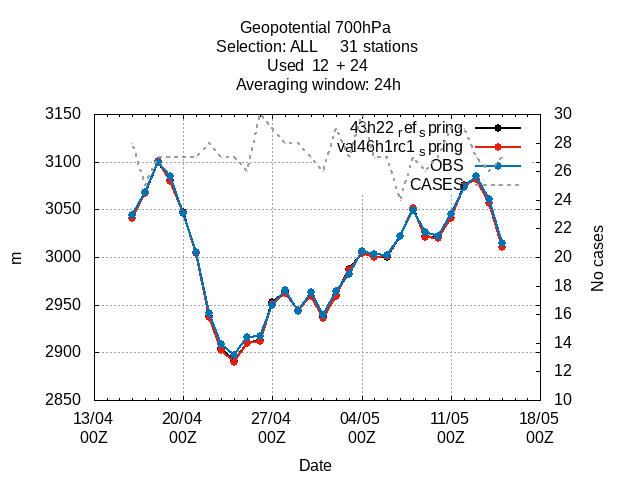 Geopotential 700hPa
Selection: ALL 31 stations
Used 12 + 24
Averaging window: 24h
43h22refspring
val46h1rc1spring
OBS
CASES
3150
3100
3050
3000
2950
2900
2850
m
30
28
26
24
22
20
18
16
14
12
10
No cases
13/04 20/04 27/04 04/05 11/05 18/05
00Z 00Z 00Z 00Z 00Z 00Z
Date